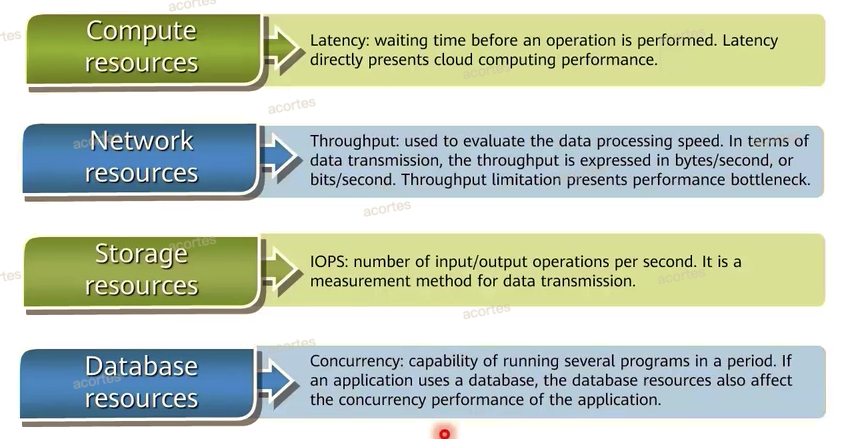 Compute
resources
Latency: waiting time before an operation is performed. Latency
directly presents cloud computing performance.
acortes
acortes
Network
resources
Throughput: used to evaluate the data processing speed. In terms of
data transmission, the throughput is expressed in bytes/second, or
bits/second. Throughput limitation presents performance bottleneck.
acortes
acortes
Storage
resources
IOPS: number of input/output operations per second. It is a
measurement method for data transmission.
acortes
acortes
acortes
Database
resources
Concurrency: capability of running several programs in a period. If
an application uses a database, the database resources also affect
the concurrency performance of the application.
acortes